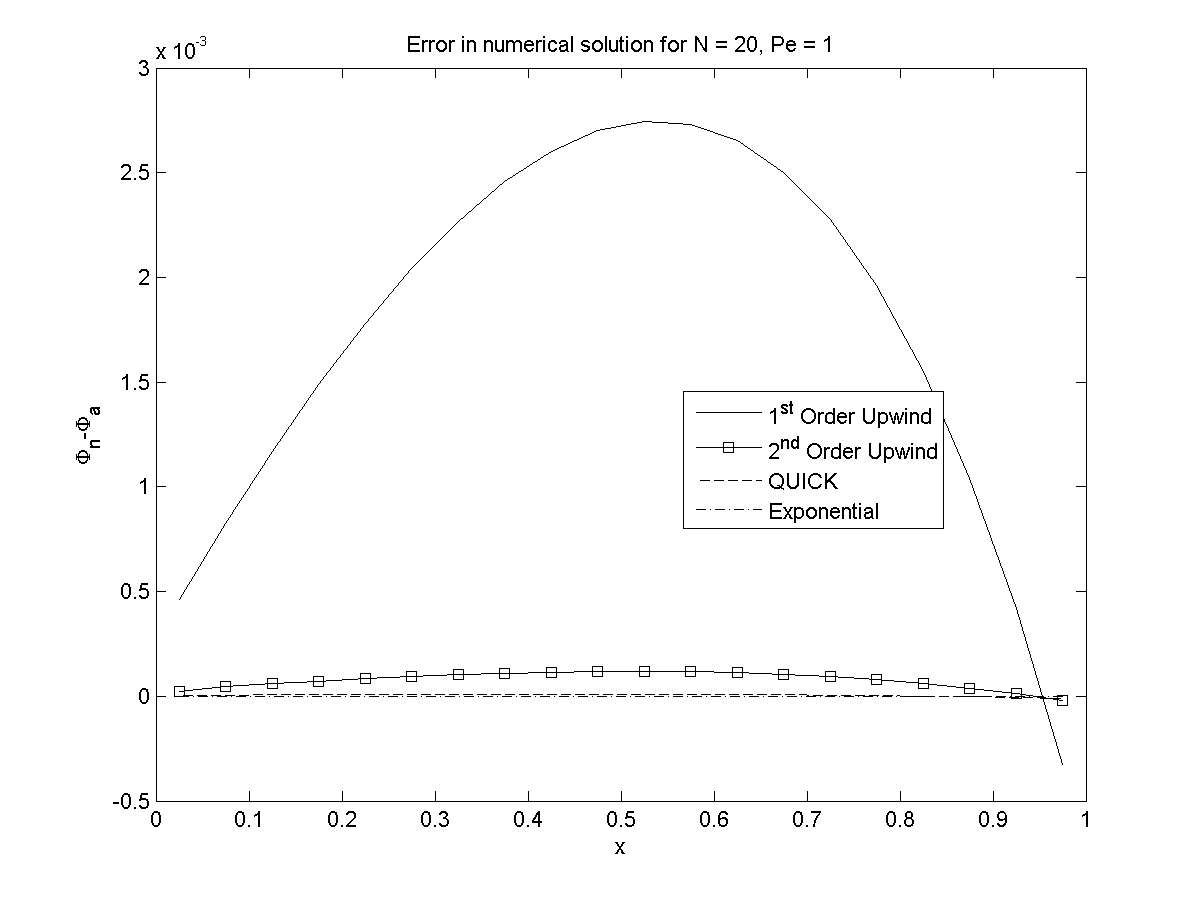 Error in numerical solution for N = 20, Pe = 1
x 10-3
3
2.5
2
1.5
1
0.5
0
-0.5
Φn-Φa
1st Order Upwind
2nd Order Upwind
QUICK
Exponential
0 0.1 0.2 0.3 0.4 0.5 0.6 0.7 0.8 0.9 1
x